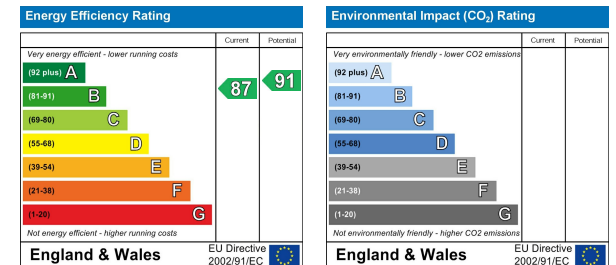 Energy Efficiency Rating
Current Potential
Very energy efficient - lower running costs
(92 plus) A
(81-91) B
(69-80) C
(55-68) D
(39-54) E
(21-38) F
(1-20) G
87
91
Not energy efficient - higher running costs
England & Wales
EU Directive
2002/91/EC
Environmental Impact (CO₂) Rating
Current Potential
Very environmentally friendly - lower CO2 emissions
(92 plus) A
(81-91) B
(69-80) C
(55-68) D
(39-54) E
(21-38) F
(1-20) G
Not environmentally friendly - higher CO2 emissions
England & Wales
EU Directive
2002/91/EC